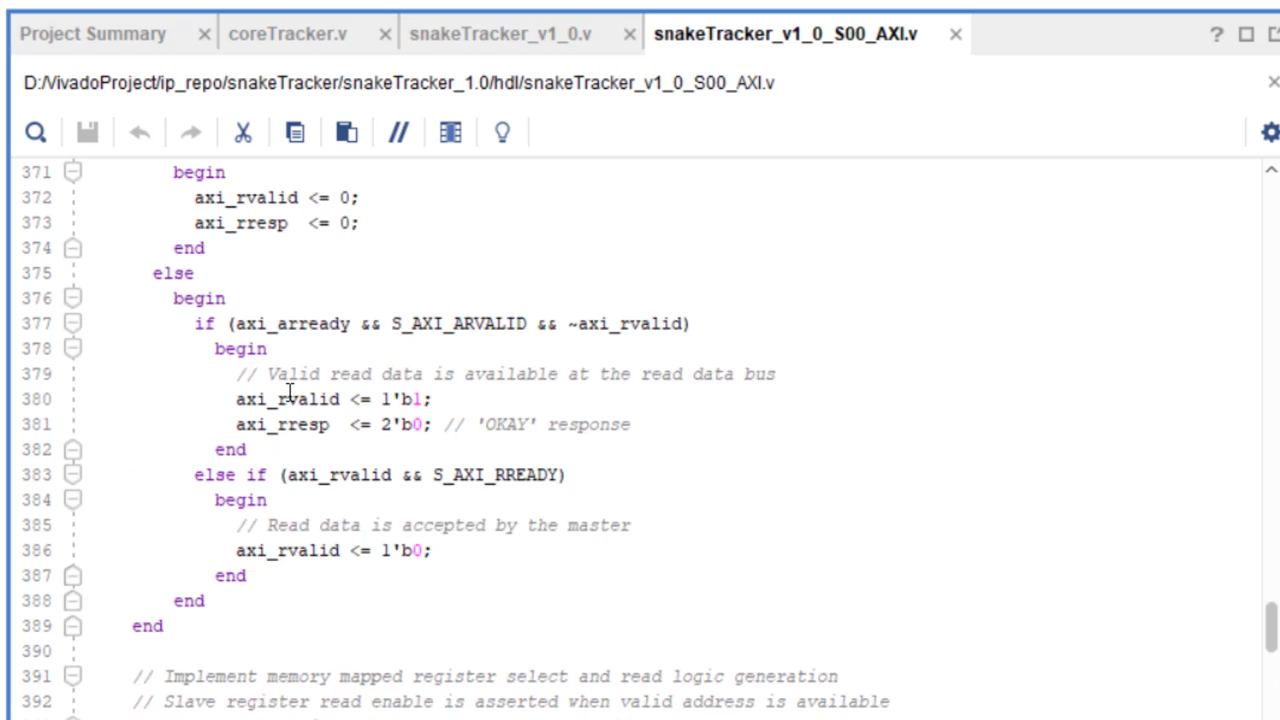 Project Summary × coreTracker.v × snakeTracker_v1_0.v × snakeTracker_v1_0_S00_AXI.v × ?
D:/VivadoProject/ip_repo/snakeTracker/snakeTracker_1.0/hdl/snakeTracker_v1_0_S00_AXI.v ×
//
371 begin
372 axi_rvalid <= 0;
373 axi_rresp  <= 0;
374 end
375 else
376 begin
377 if (axi_arready && S_AXI_ARVALID && ~axi_rvalid)
378 begin
379 // Valid read data is available at the read data bus
380 axi_rvalid <= 1'b1;
381 axi_rresp  <= 2'b0; // 'OKAY' response
382 end
383 else if (axi_rvalid && S_AXI_RREADY)
384 begin
385 // Read data is accepted by the master
386 axi_rvalid <= 1'b0;
387 end
388 end
389 end
390
391 // Implement memory mapped register select and read logic generation
392 // Slave register read enable is asserted when valid address is available